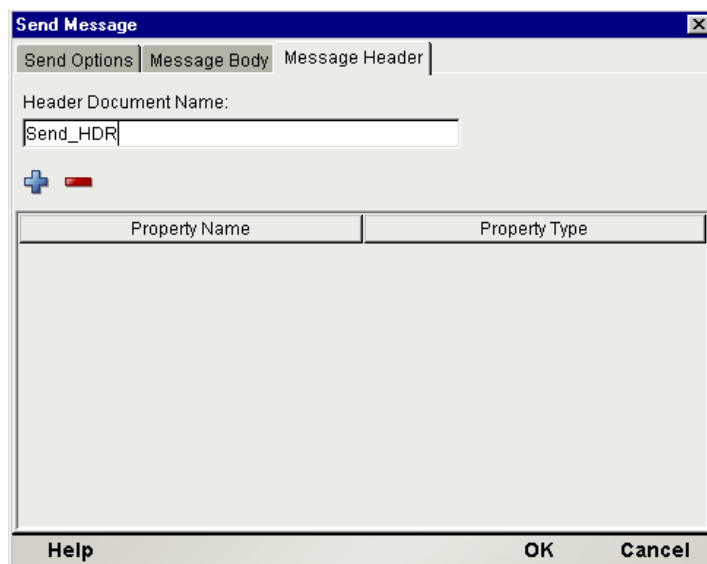 Send Message
Send Options Message Body Message Header
Header Document Name:
Send_HDR
Property Name Property Type
Help OK Cancel